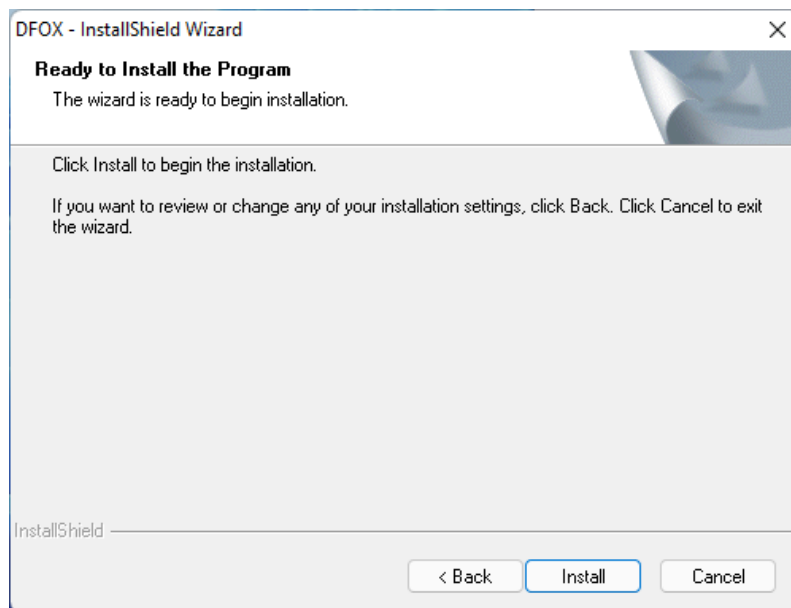 DFOX - InstallShield Wizard
Ready to Install the Program
The wizard is ready to begin installation.
Click Install to begin the installation.
If you want to review or change any of your installation settings, click Back. Click Cancel to exit
the wizard.
InstallShield
< Back Install Cancel